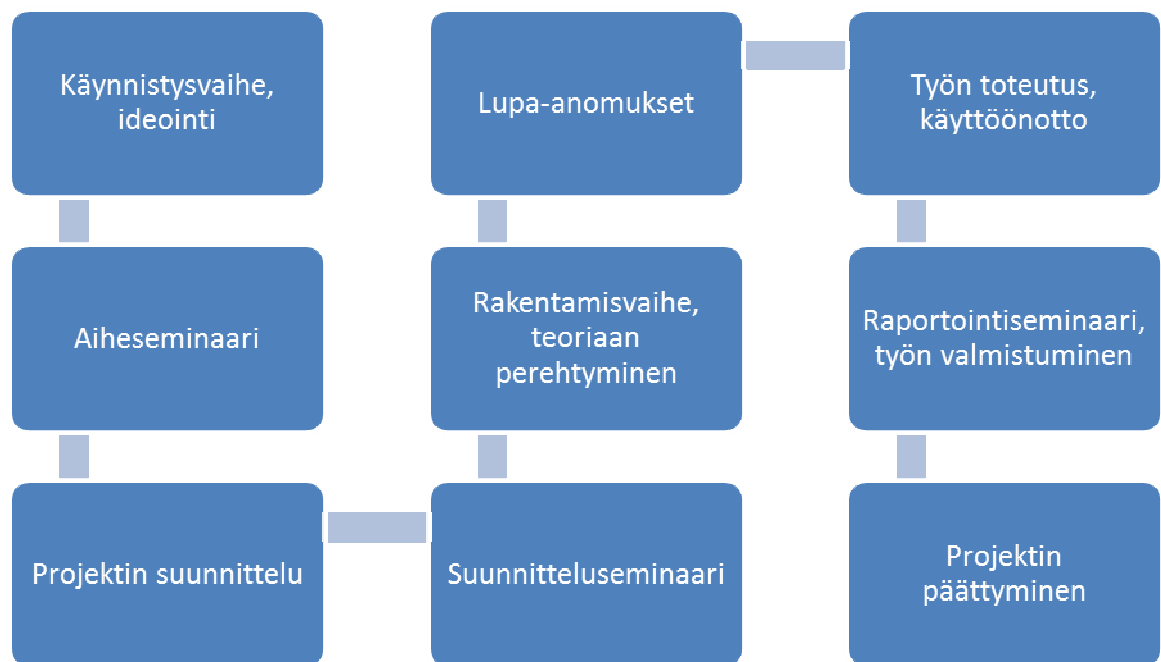 Käynnistysvaihe,
ideointi
Aiheseminaari
Projektin suunnittelu
Suunnitteluseminaari
Rakentamisvaihe,
teoriaan
perehtyminen
Lupa-anomukset
Työn toteutus,
käyttöönotto
Raportointiseminaari,
työn valmistuminen
Projektin
päättyminen